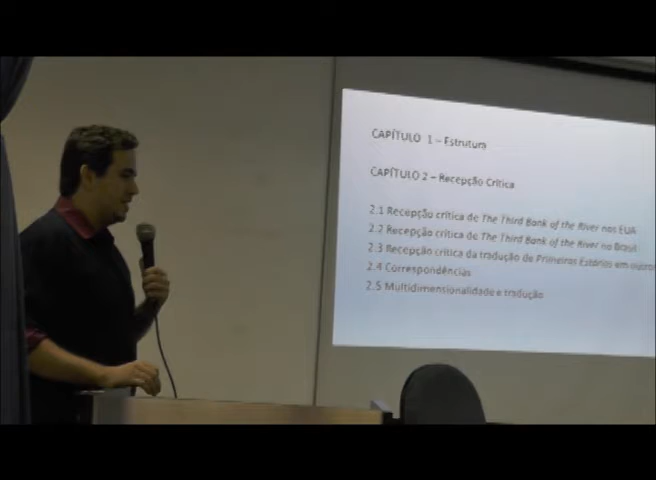 CAPÍTULO 1 – Estrutura
CAPÍTULO 2 – Recepção Crítica
2.1 Recepção crítica de The Third Bank of the River nos EUA
2.2 Recepção crítica de The Third Bank of the River no Brasil
2.3 Recepção crítica da tradução de Primeiras Estórias em outros
2.4 Correspondências
2.5 Multidimensionalidade e tradução